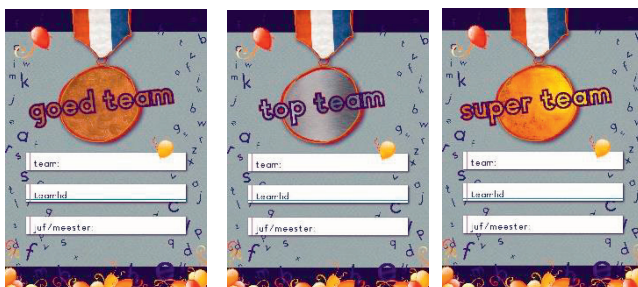 goed team
team:
teamlid
juf/meester:
top team
team:
teamlid
juf/meester:
super team
team:
teamlid
juf/meester: